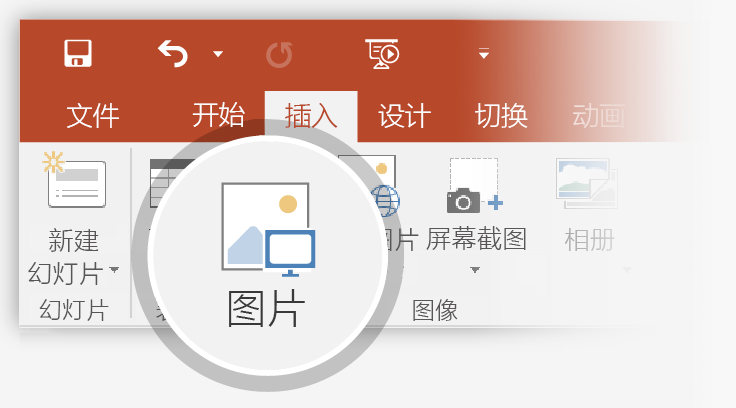 文件 开始 插入 设计 切换 动画
新建
幻灯片
图片
片 屏幕截图 相册
幻灯片 图像